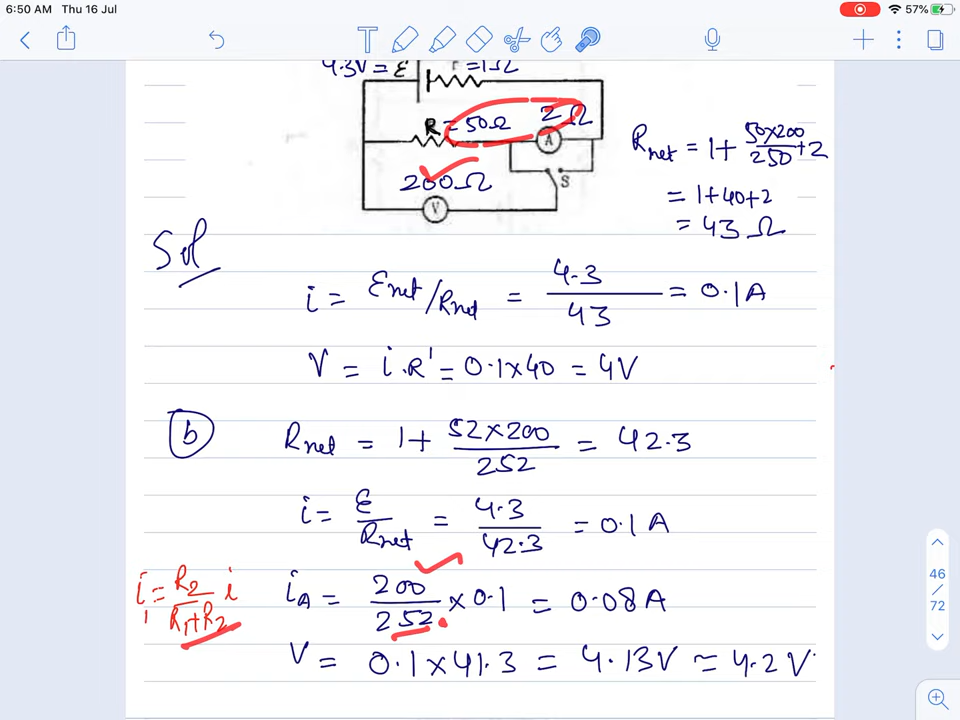 6:50 AM Thu 16 Jul
57%
4.3V = ε r = 1Ω
R = 50Ω 2Ω
A
200Ω
S
V
Rnet = 1 + 50×200/250 + 2
= 1+40+2
= 43 Ω
Sol
i = Enet/Rnet = 4.3/43 = 0.1A
V = i.R' = 0.1×40 = 4V
b Rnet = 1 + 52×200/252 = 42.3
i = ε/Rnet = 4.3/42.3 = 0.1 A
i1 = R2/R1+R2 i
iA = 200/252 × 0.1 = 0.08A
V = 0.1×41.3 = 4.13V ≃ 4.2V
46
/
72